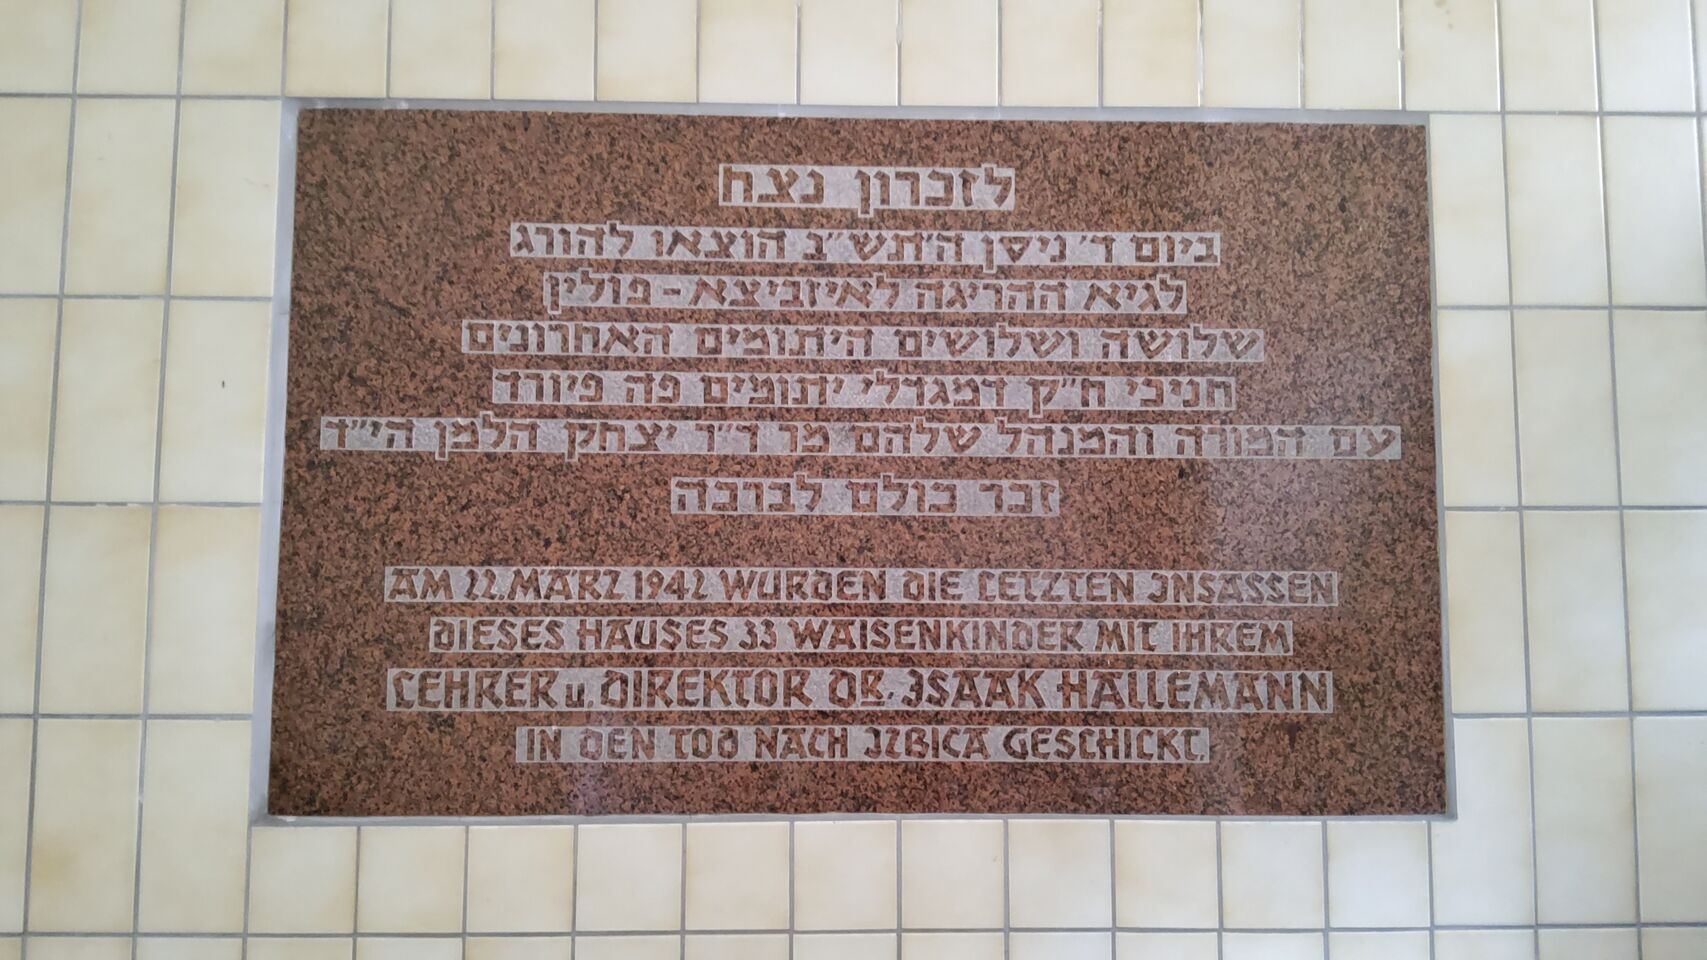 לזכרון נצח
ביום ד׳ ניסן ה׳תש״ב הוצאו להורג
לגיא ההריגה לאיזביצא-פולין
שלושה ושלושים היתומים האחרונים
חניכי ח״ק דמגדלי יתומים פה פיורד
עם המורה והמנהל שלהם מר ד״ר יצחק הלמן הי״ד
זכר כולם לברכה
AM 22. MÄRZ 1942 WURDEN DIE LETZTEN INSASSEN
DIESES HAUSES 33 WAISENKINDER MIT IHREM
LEHRER u. DIREKTOR DR. ISAAK HALLEMANN
IN DEN TOD NACH IZBICA GESCHICKT.